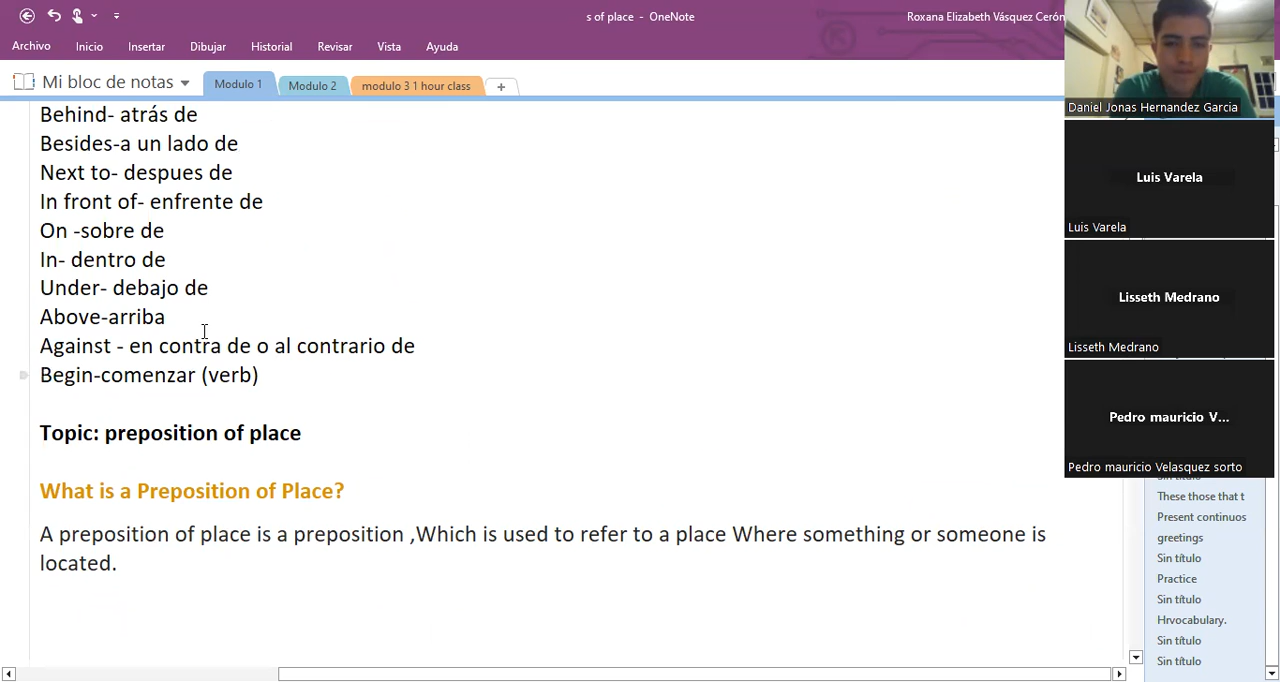 s of place - OneNote
Roxana Elizabeth Vásquez Cerón
Archivo Inicio Insertar Dibujar Historial Revisar Vista Ayuda
Mi bloc de notas Modulo 1 Modulo 2 modulo 3 1 hour class +
Behind- atrás de
Besides-a un lado de
Next to- despues de
In front of- enfrente de
On -sobre de
In- dentro de
Under- debajo de
Above-arriba
Against - en contra de o al contrario de
Begin-comenzar (verb)
Topic: preposition of place
What is a Preposition of Place?
A preposition of place is a preposition ,Which is used to refer to a place Where something or someone is
located.
Daniel Jonas Hernandez Garcia
Luis Varela
Luis Varela
Lisseth Medrano
Lisseth Medrano
Pedro mauricio V...
Pedro mauricio Velasquez sorto
Sin título
These those that t
Present continuos
greetings
Sin título
Practice
Sin título
Hrvocabulary.
Sin título
Sin título